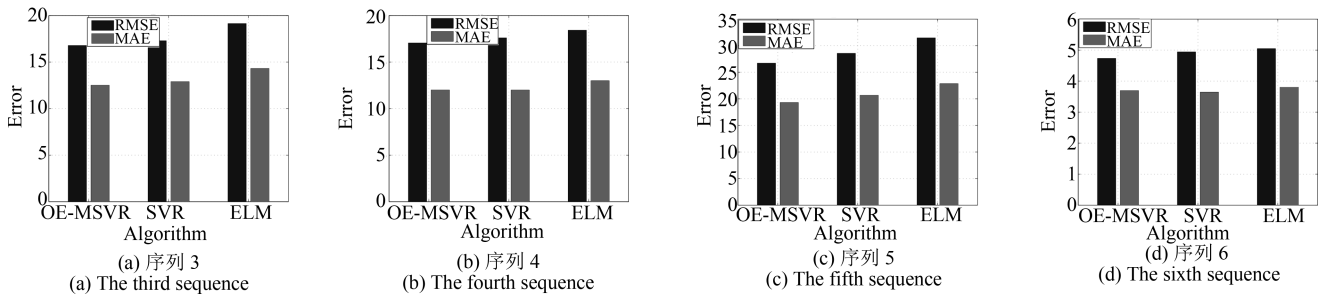 20
15
10
5
0
Error
RMSE
MAE
OE-MSVR SVR ELM
Algorithm
(a) 序列 3
(a) The third sequence
20
15
10
5
0
Error
RMSE
MAE
OE-MSVR SVR ELM
Algorithm
(b) 序列 4
(b) The fourth sequence
35
30
25
20
15
10
5
0
Error
RMSE
MAE
OE-MSVR SVR ELM
Algorithm
(c) 序列 5
(c) The fifth sequence
6
5
4
3
2
1
0
Error
RMSE
MAE
OE-MSVR SVR ELM
Algorithm
(d) 序列 6
(d) The sixth sequence